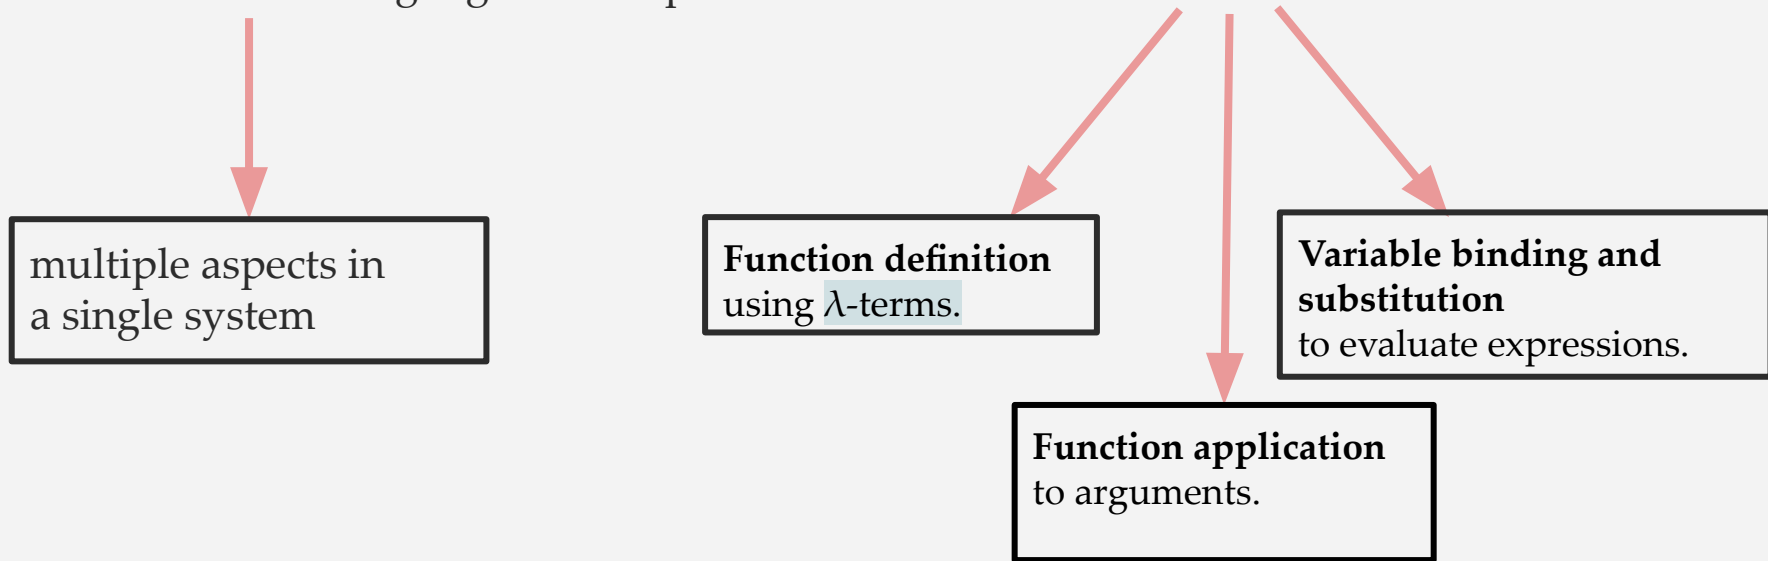 multiple aspects in
a single system
Function definition
using λ-terms.
Variable binding and
substitution
to evaluate expressions.
Function application
to arguments.